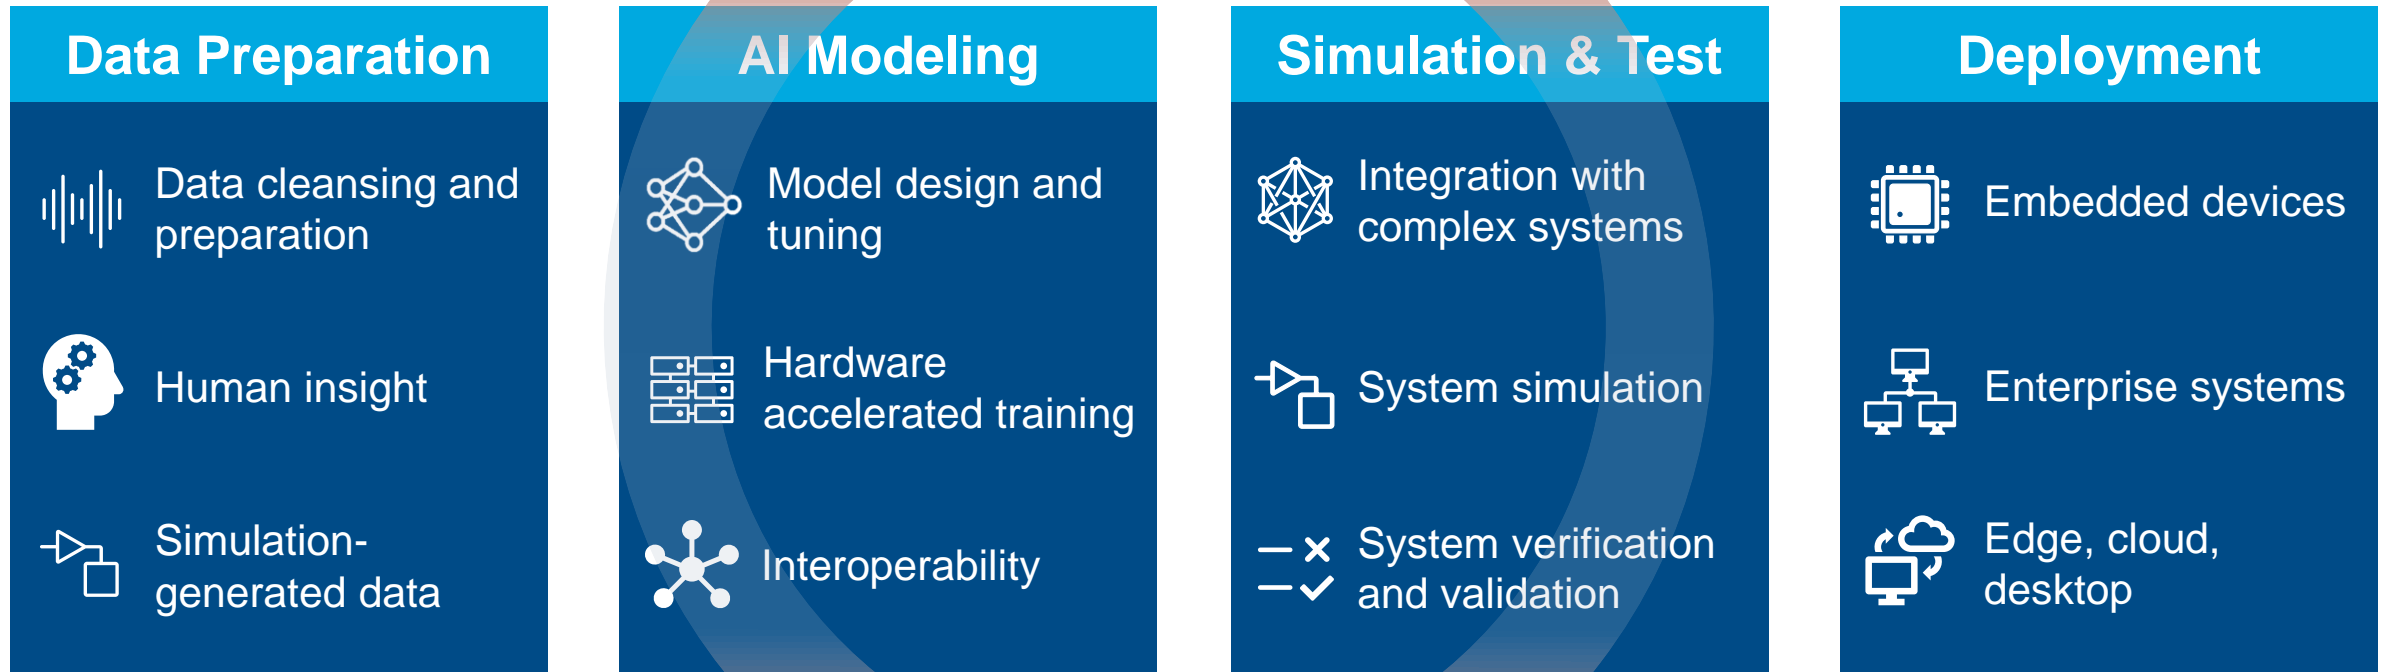 Data Preparation
Data cleansing and
preparation
Human insight
Simulation-
generated data
AI Modeling
Model design and
tuning
Hardware
accelerated training
Interoperability
Simulation & Test
Integration with
complex systems
System simulation
System verification
and validation
Deployment
Embedded devices
Enterprise systems
Edge, cloud,
desktop